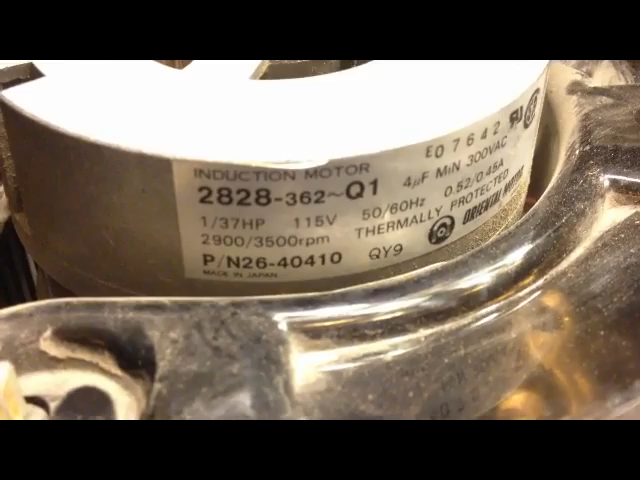 INDUCTION MOTOR E07642
2828-362~Q1 4μF MIN 300VAC
1/37HP 115V 50/60Hz 0.52/0.45A
2900/3500rpm THERMALLY PROTECTED
P/N26-40410 QY9 ORIENTAL MOTOR
MADE IN JAPAN